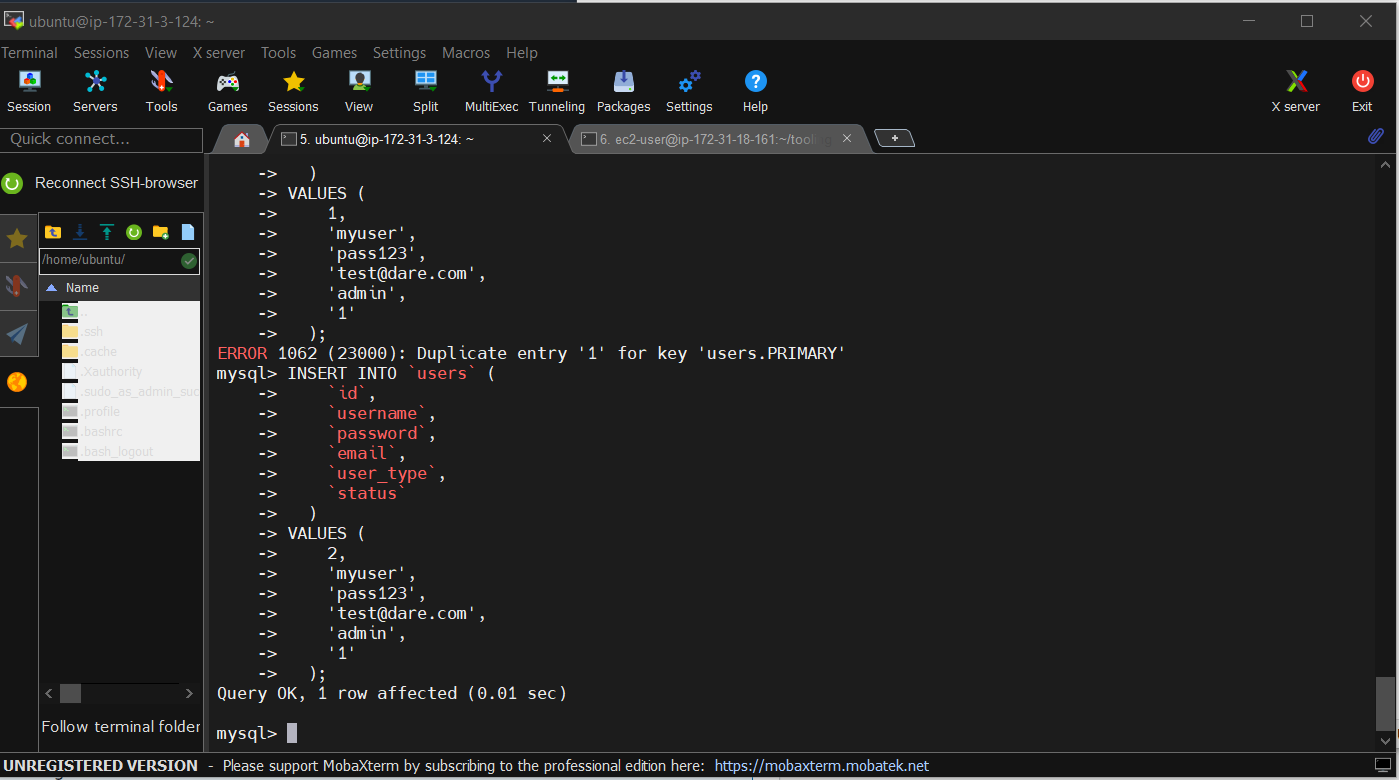 ubuntu@ip-172-31-3-124: ~
Terminal Sessions View X server Tools Games Settings Macros Help
Session Servers Tools Games Sessions View Split MultiExec Tunneling Packages Settings Help X server Exit
Quick connect...
5. ubuntu@ip-172-31-3-124: ~
6. ec2-user@ip-172-31-18-161:~/tooling
Reconnect SSH-browser
/home/ubuntu/
Name
..
.ssh
.cache
.Xauthority
.sudo_as_admin_suc
.profile
.bashrc
.bash_logout
Follow terminal folder
    ->   )
    -> VALUES (
    ->     1,
    ->     'myuser',
    ->     'pass123',
    ->     'test@dare.com',
    ->     'admin',
    ->     '1'
    ->   );
ERROR 1062 (23000): Duplicate entry '1' for key 'users.PRIMARY'
mysql> INSERT INTO `users` (
    ->     `id`,
    ->     `username`,
    ->     `password`,
    ->     `email`,
    ->     `user_type`,
    ->     `status`
    ->   )
    -> VALUES (
    ->     2,
    ->     'myuser',
    ->     'pass123',
    ->     'test@dare.com',
    ->     'admin',
    ->     '1'
    ->   );
Query OK, 1 row affected (0.01 sec)
mysql>
UNREGISTERED VERSION - Please support MobaXterm by subscribing to the professional edition here: https://mobaxterm.mobatek.net